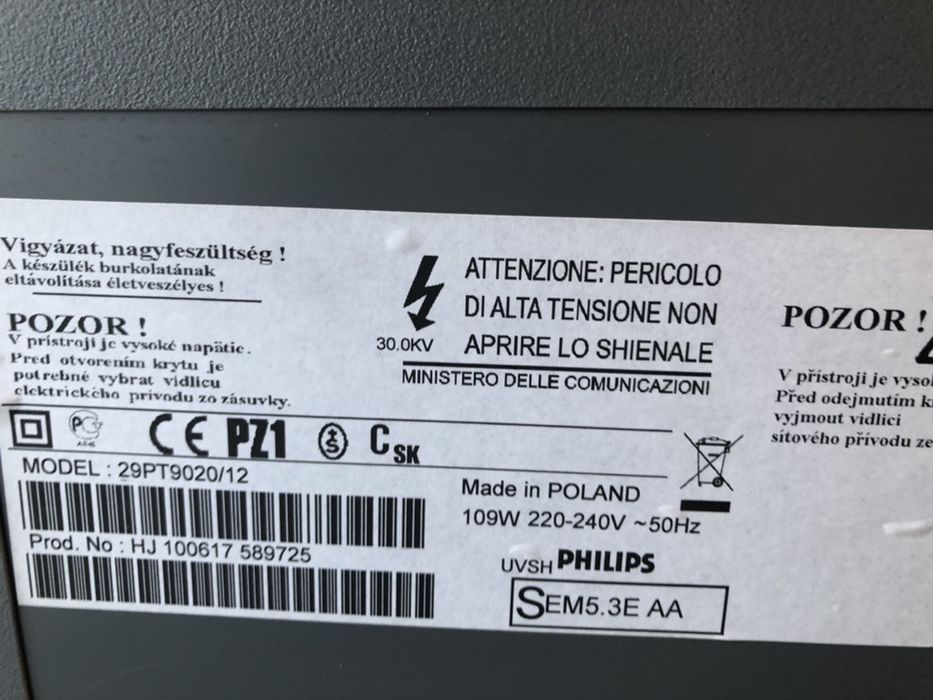 Vigyázat, nagyfeszültség !
A készülék burkolatának
eltávolítása életveszélyes !
POZOR !
V prístroji je vysoké napätie.
Pred otvorením krytu je
potrebné vybrat vidlicu
elektrického prívodu zo zásuvky.
30.0KV
ATTENZIONE: PERICOLO
DI ALTA TENSIONE NON
APRIRE LO SHIENALE
MINISTERO DELLE COMUNICAZIONI
POZOR !
V přístroji je vyso
Před odejmutím k
vyjmout vidlici
síťového přívodu ze
CE PZ1 S C SK
MODEL : 29PT9020/12
Prod. No : HJ 100617 589725
Made in POLAND
109W 220-240V ~50Hz
UVSH PHILIPS
SEM5.3E AA